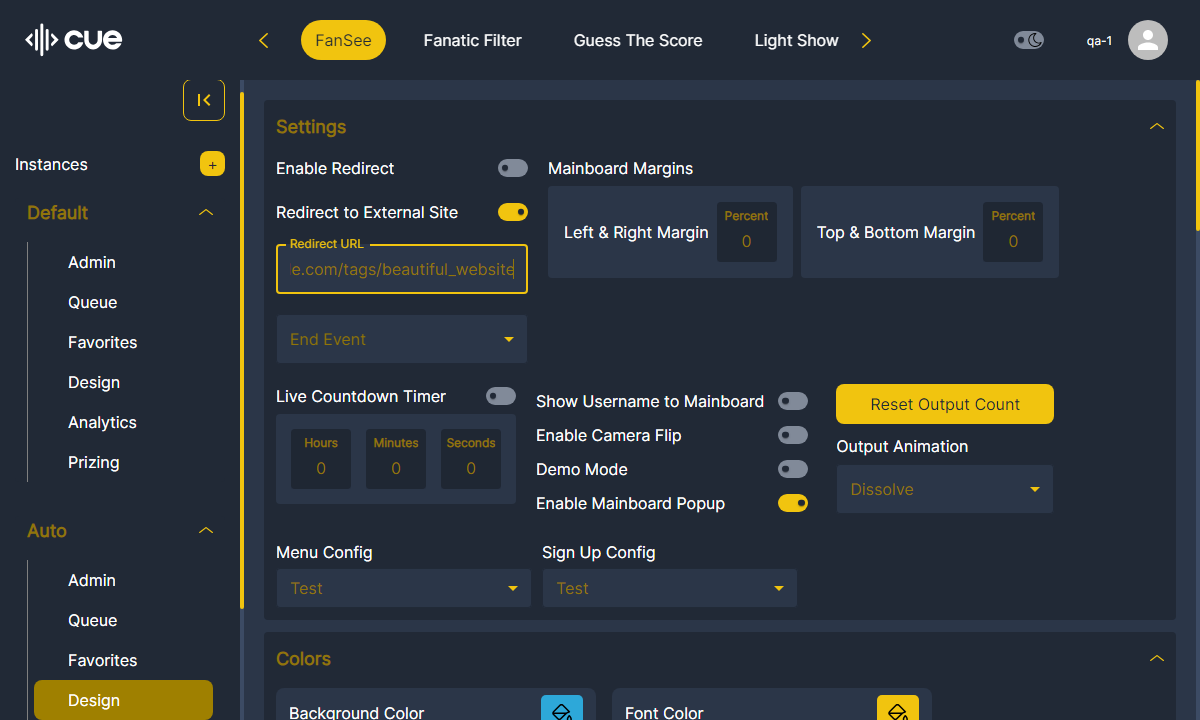 cue
FanSee
Fanatic Filter
Guess The Score
Light Show
qa-1
Instances
+
Default
Admin
Queue
Favorites
Design
Analytics
Prizing
Auto
Admin
Queue
Favorites
Design
Settings
Enable Redirect
Redirect to External Site
Redirect URL
e.com/tags/beautiful_website
End Event
Mainboard Margins
Left & Right Margin
Percent
0
Top & Bottom Margin
Percent
0
Live Countdown Timer
Hours
0
Minutes
0
Seconds
0
Show Username to Mainboard
Enable Camera Flip
Demo Mode
Enable Mainboard Popup
Reset Output Count
Output Animation
Dissolve
Menu Config
Test
Sign Up Config
Test
Colors
Background Color
Font Color